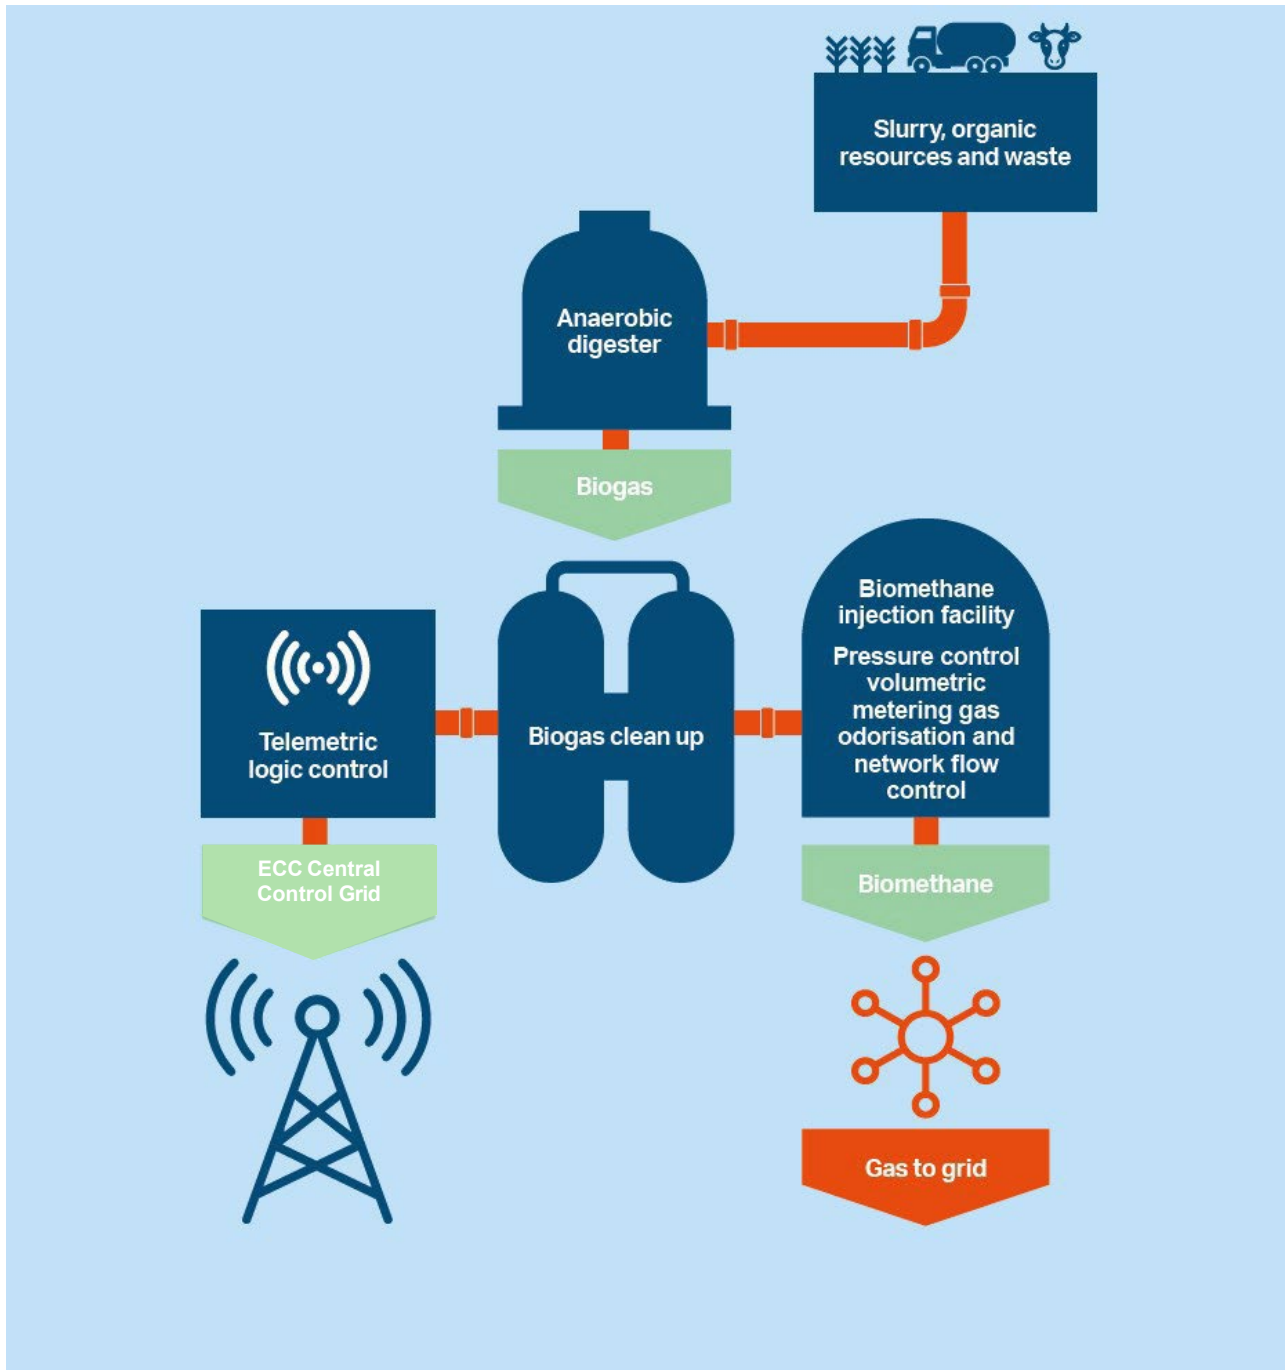 Slurry, organic
resources and waste
Anaerobic
digester
Biogas
Biomethane
injection facility
Pressure control
volumetric
metering gas
odorisation and
network flow
control
Telemetric
logic control
Biogas clean up
ECC Central
Control Grid
Biomethane
Gas to grid